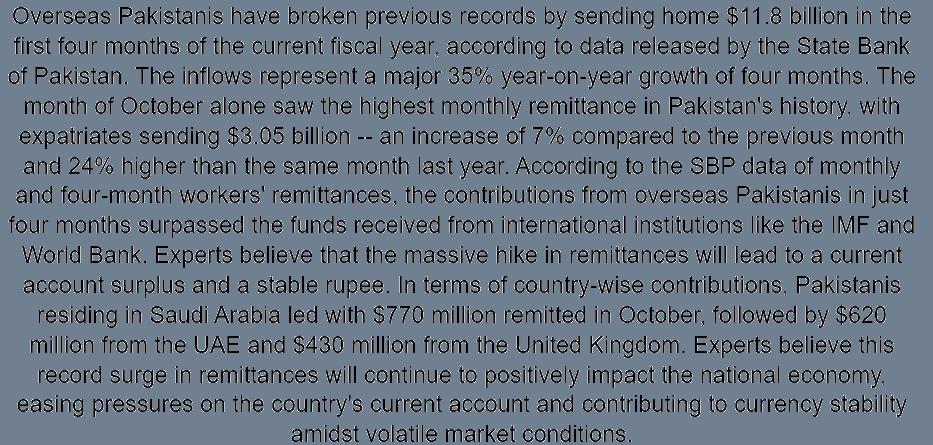 Overseas Pakistanis have broken previous records by sending home $11.8 billion in the
first four months of the current fiscal year, according to data released by the State Bank
of Pakistan. The inflows represent a major 35% year-on-year growth of four months. The
month of October alone saw the highest monthly remittance in Pakistan's history, with
expatriates sending $3.05 billion -- an increase of 7% compared to the previous month
and 24% higher than the same month last year. According to the SBP data of monthly
and four-month workers' remittances, the contributions from overseas Pakistanis in just
four months surpassed the funds received from international institutions like the IMF and
World Bank. Experts believe that the massive hike in remittances will lead to a current
account surplus and a stable rupee. In terms of country-wise contributions, Pakistanis
residing in Saudi Arabia led with $770 million remitted in October, followed by $620
million from the UAE and $430 million from the United Kingdom. Experts believe this
record surge in remittances will continue to positively impact the national economy,
easing pressures on the country's current account and contributing to currency stability
amidst volatile market conditions.